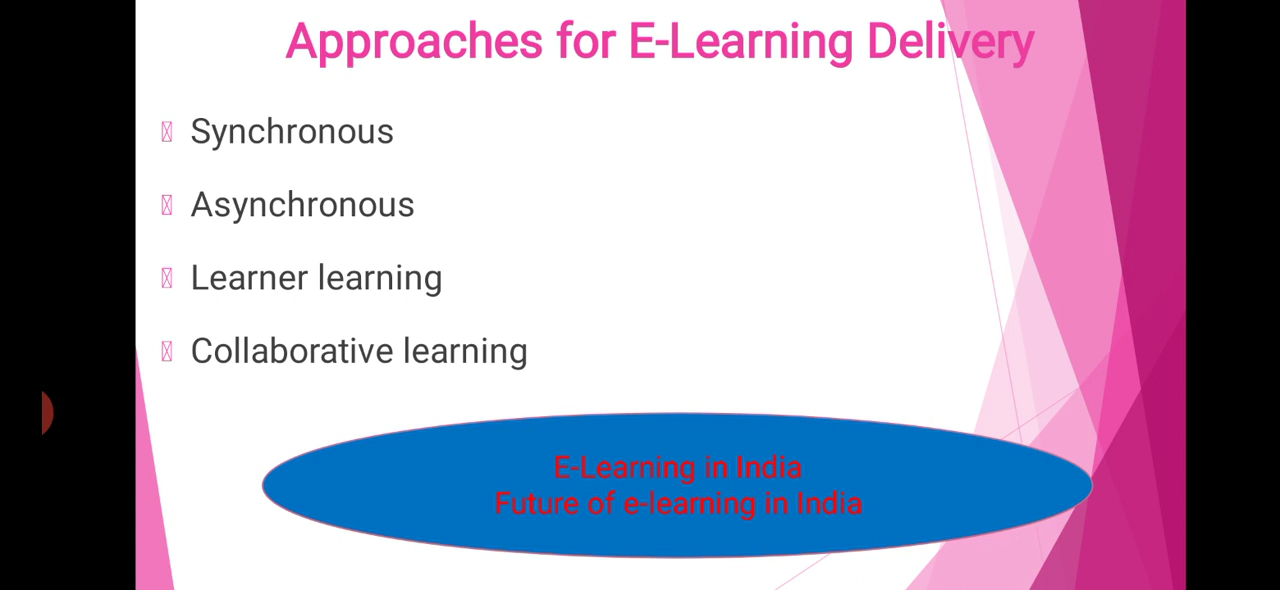 Approaches for E-Learning Delivery
Synchronous
Asynchronous
Learner learning
Collaborative learning
E-Learning in India
Future of e-learning in India